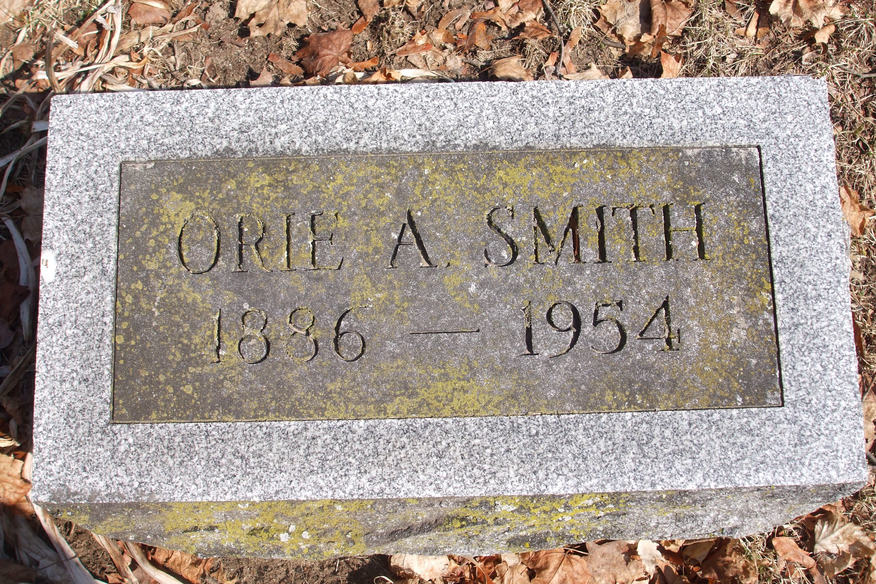 ORIE A. SMITH
1886 — 1954